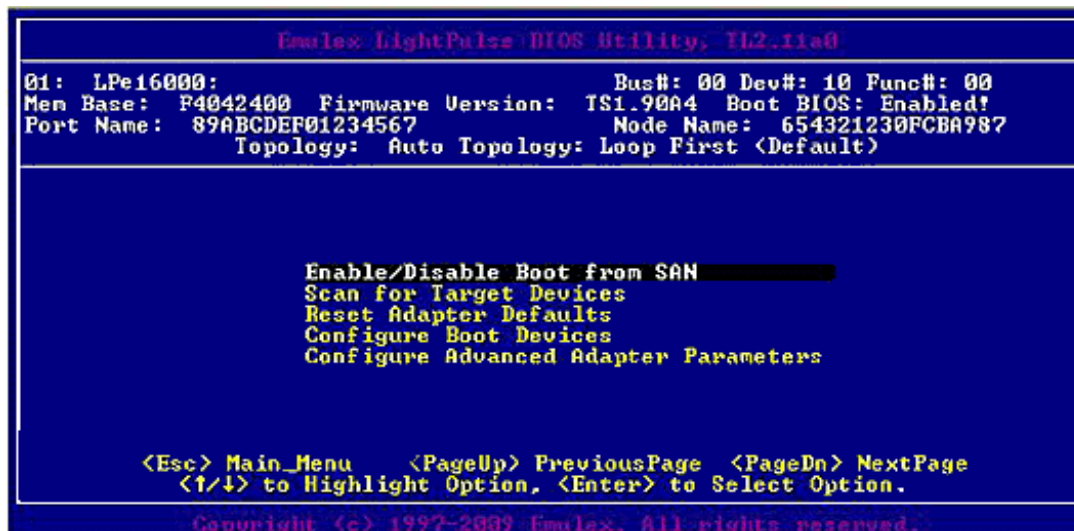 Emulex LightPulse BIOS Utility, TL2.11a0
01: LPe16000: Bus#: 00 Dev#: 10 Func#: 00
Mem Base: F4042400 Firmware Version: TS1.90A4 Boot BIOS: Enabled!
Port Name: 89ABCDEF01234567 Node Name: 654321230FCBA987
Topology: Auto Topology: Loop First (Default)
Enable/Disable Boot from SAN
Scan for Target Devices
Reset Adapter Defaults
Configure Boot Devices
Configure Advanced Adapter Parameters
<Esc> Main_Menu <PageUp> PreviousPage <PageDn> NextPage
<↑/↓> to Highlight Option, <Enter> to Select Option.
Copyright (c) 1997-2009 Emulex. All rights reserved.